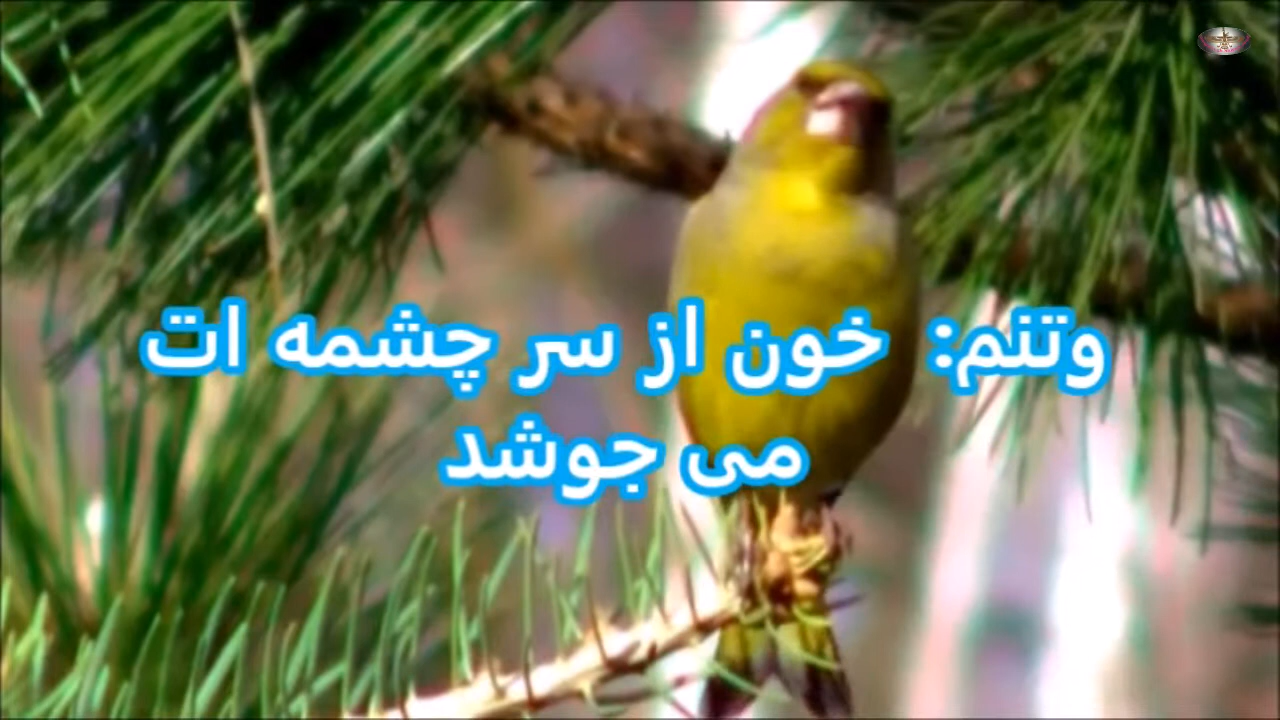 وتنم: خون از سر چشمه ات
می جوشد